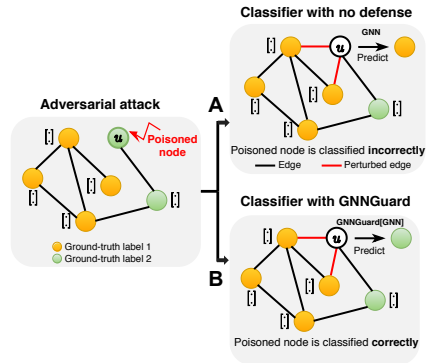 Classifier with no defense
[:]
u
GNN
Predict
[:]
[:]
[:]
[:]
Poisoned node is classified incorrectly
Edge
Perturbed edge
A
Adversarial attack
[:]
u
Poisoned
node
[:]
[:]
[:]
[:]
Ground-truth label 1
Ground-truth label 2
B
Classifier with GNNGuard
[:]
u
GNNGuard[GNN]
Predict
[:]
[:]
[:]
[:]
Poisoned node is classified correctly